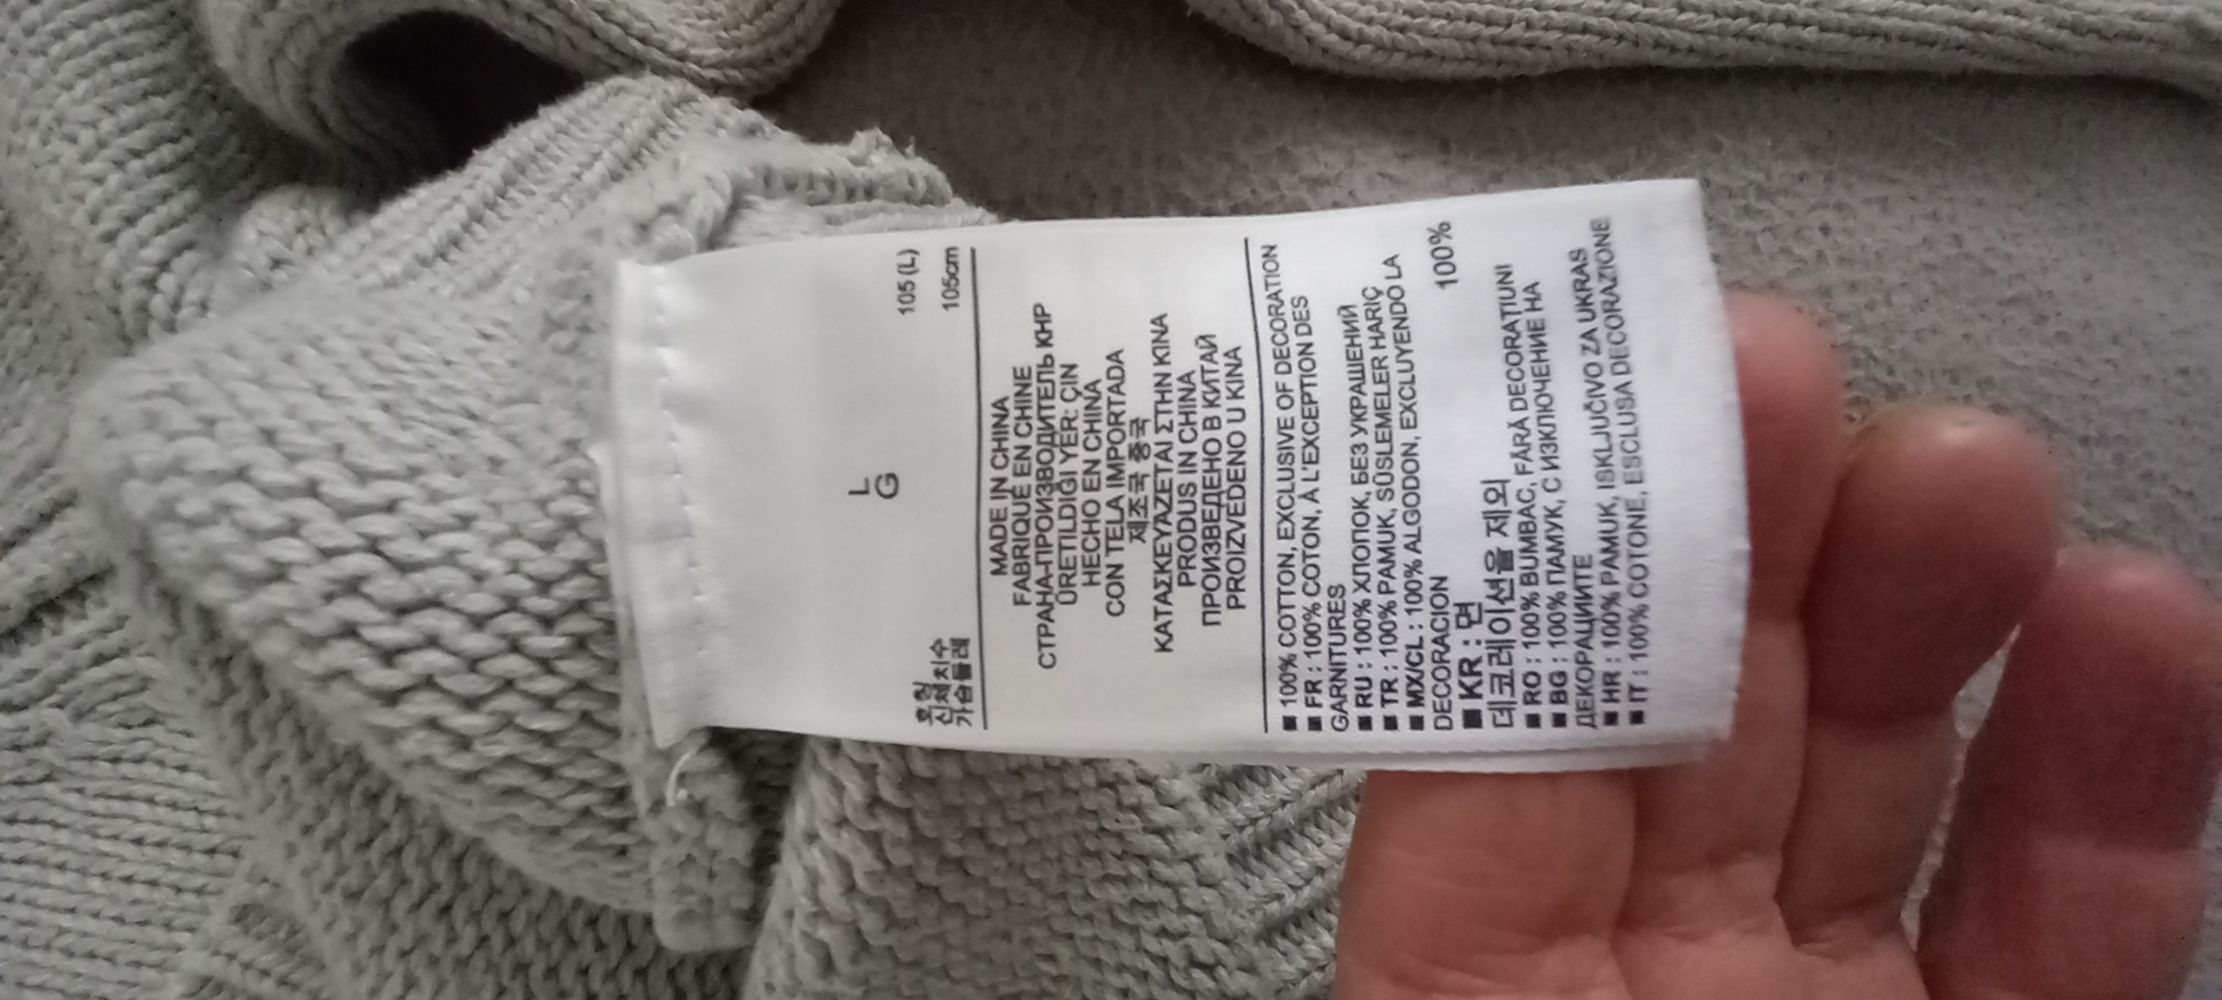 L
G
호칭 105 (L)
신체치수
가슴둘레 105cm
MADE IN CHINA
FABRIQUÉ EN CHINE
СТРАНА-ПРОИЗВОДИТЕЛЬ КНР
ÜRETILDIGI YER: ÇIN
HECHO EN CHINA
CON TELA IMPORTADA
제조국 중국
ΚΑΤΑΣΚΕΥΆΖΕΤΑΙ ΣΤΗΝ ΚΙΝΑ
PRODUS IN CHINA
ПРОИЗВЕДЕНО В КИТАЙ
PROIZVEDENO U KINA
■ 100% COTTON, EXCLUSIVE OF DECORATION
■ FR : 100% COTON, À L'EXCEPTION DES
GARNITURES
■ RU : 100% ХЛОПОК, БЕЗ УКРАШЕНИЙ
■ TR : 100% PAMUK, SÜSLEMELER HARIÇ
■ MX/CL : 100% ALGODON, EXCLUYENDO LA
DECORACION
■ KR : 면 100%
데코레이션을 제외
■ RO : 100% BUMBAC, FĂRĂ DECORAȚIUNI
■ BG : 100% ПАМУК, С ИЗКЛЮЧЕНИЕ НА
ДЕКОРАЦИИТЕ
■ HR : 100% PAMUK, ISKLJUČIVO ZA UKRAS
■ IT : 100% COTONE, ESCLUSA DECORAZIONE